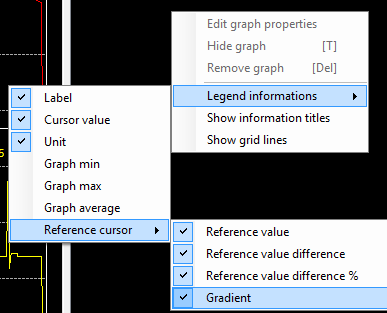 Edit graph properties
Hide graph [T]
Remove graph [Del]
Legend informations
Show information titles
Show grid lines
Label
Cursor value
Unit
Graph min
Graph max
Graph average
Reference cursor
Reference value
Reference value difference
Reference value difference %
Gradient